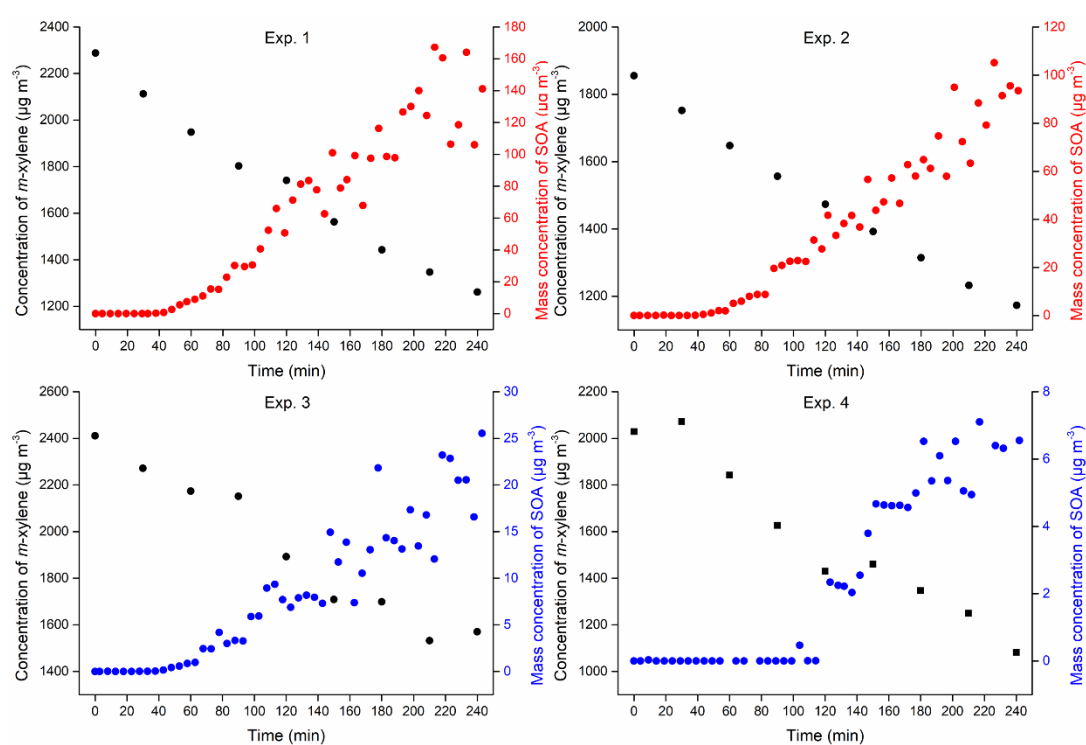 Exp. 1
Concentration of m-xylene (µg m⁻³)
2400
2200
2000
1800
1600
1400
1200
Mass concentration of SOA (µg m⁻³)
180
160
140
120
100
80
60
40
20
0
0 20 40 60 80 100 120 140 160 180 200 220 240
Time (min)
Exp. 2
Concentration of m-xylene (µg m⁻³)
2000
1800
1600
1400
1200
Mass concentration of SOA (µg m⁻³)
120
100
80
60
40
20
0
0 20 40 60 80 100 120 140 160 180 200 220 240
Time (min)
Exp. 3
Concentration of m-xylene (µg m⁻³)
2600
2400
2200
2000
1800
1600
1400
Mass concentration of SOA (µg m⁻³)
30
25
20
15
10
5
0
0 20 40 60 80 100 120 140 160 180 200 220 240
Time (min)
Exp. 4
Concentration of m-xylene (µg m⁻³)
2200
2000
1800
1600
1400
1200
1000
Mass concentration of SOA (µg m⁻³)
8
6
4
2
0
0 20 40 60 80 100 120 140 160 180 200 220 240
Time (min)